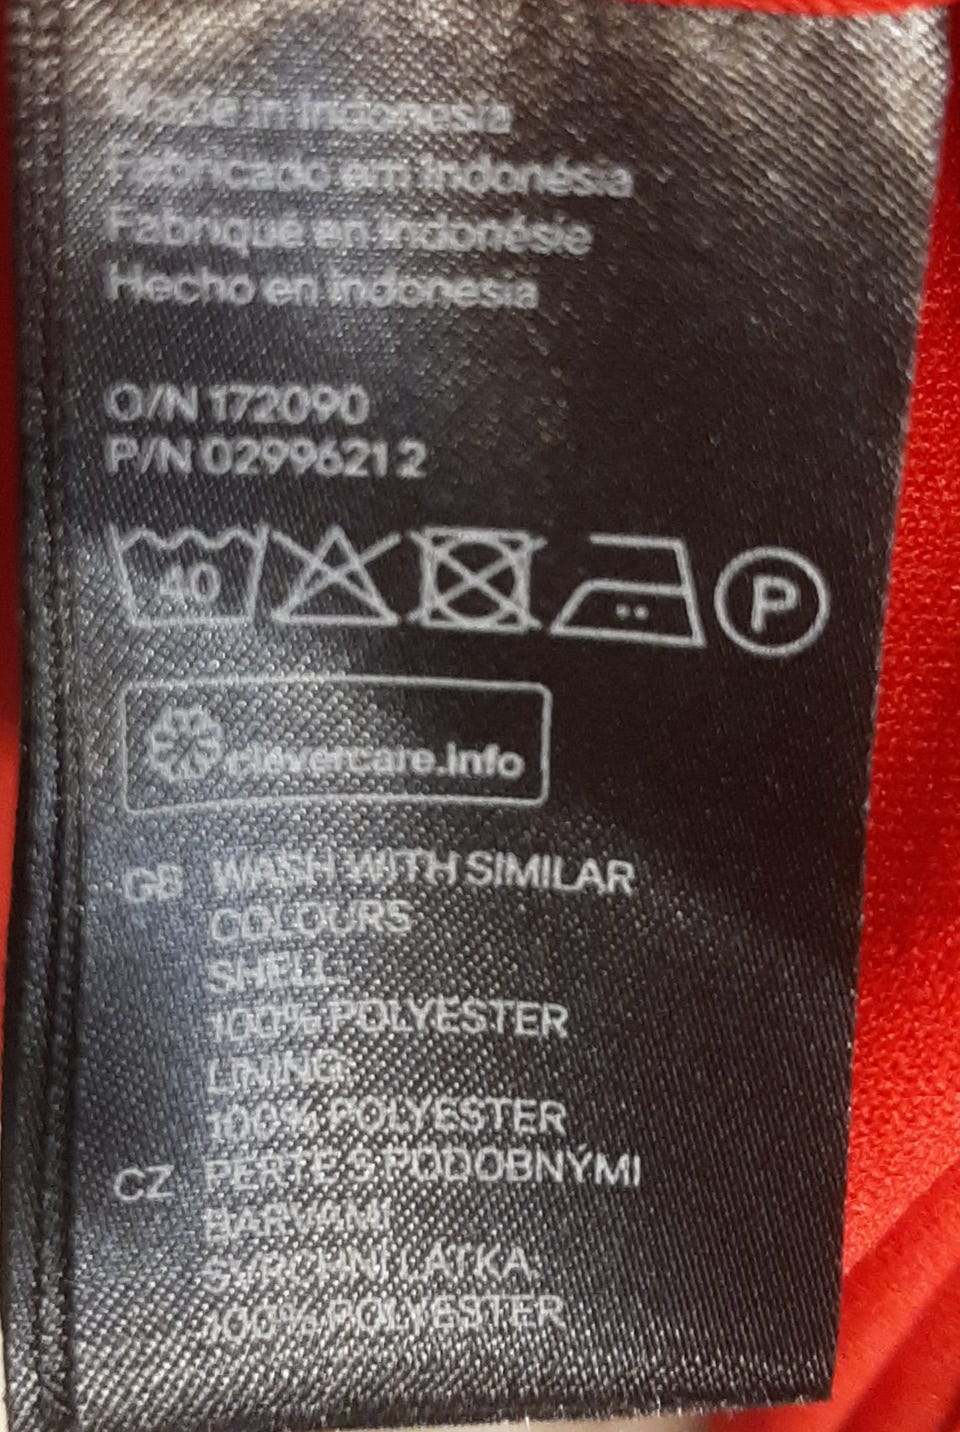 Made in Indonesia
Fabricado em Indonésia
Fabriqué en Indonésie
Hecho en Indonesia
O/N 172090
P/N 02996212
40
P
clevercare.info
GB WASH WITH SIMILAR
COLOURS
SHELL:
100% POLYESTER
LINING:
100% POLYESTER
CZ PERTE S PODOBNÝMI
BARVAMI
SVRCHNÍ LÁTKA:
100% POLYESTER